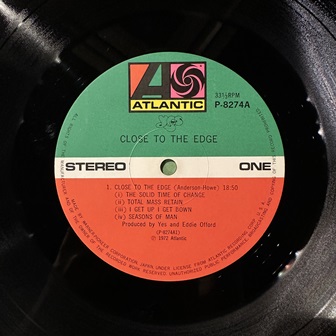 ATLANTIC
33⅓RPM
P-8274A
yes
CLOSE TO THE EDGE
STEREO
ONE
1. CLOSE TO THE EDGE (Anderson-Howe) 18:50
(i) THE SOLID TIME OF CHANGE
(ii) TOTAL MASS RETAIN
(iii) I GET UP I GET DOWN
(iv) SEASONS OF MAN
Produced by Yes and Eddie Offord
(P-8274A1)
℗ 1972 Atlantic